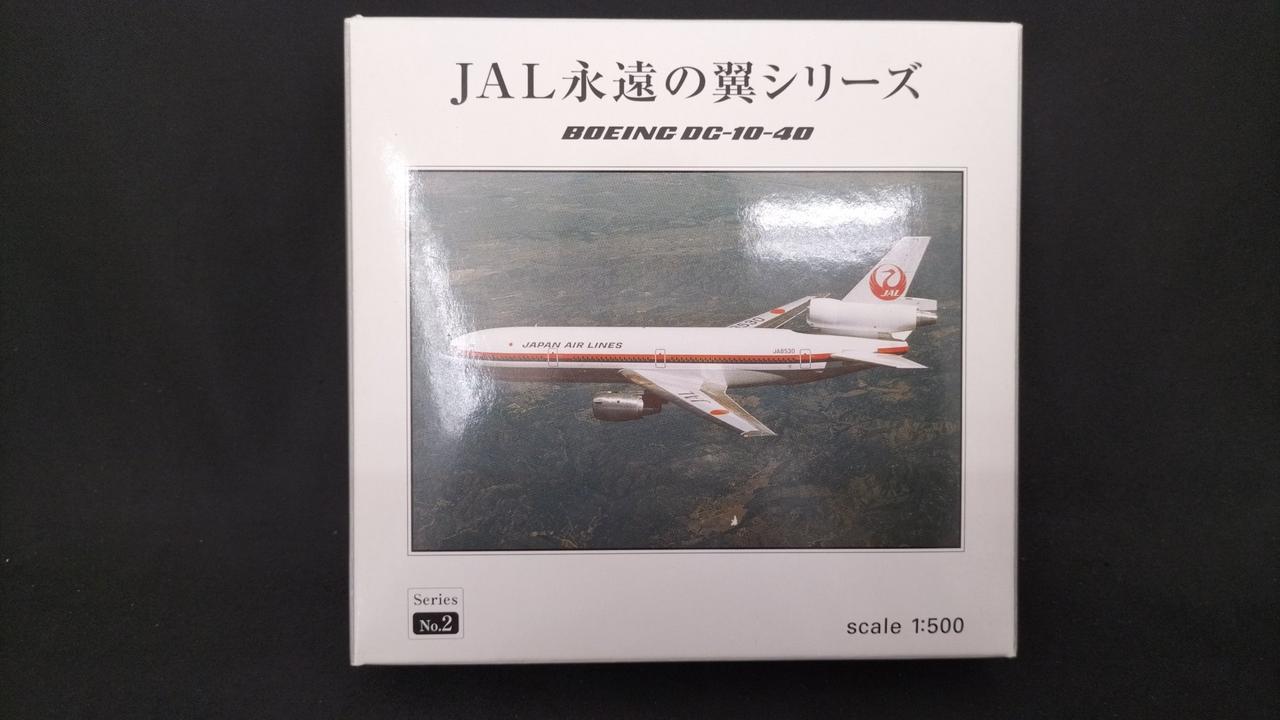 JAL永遠の翼シリーズ
BOEING DC-10-40
JAL
JAPAN AIR LINES
JA8530
Series
No.2
scale 1:500